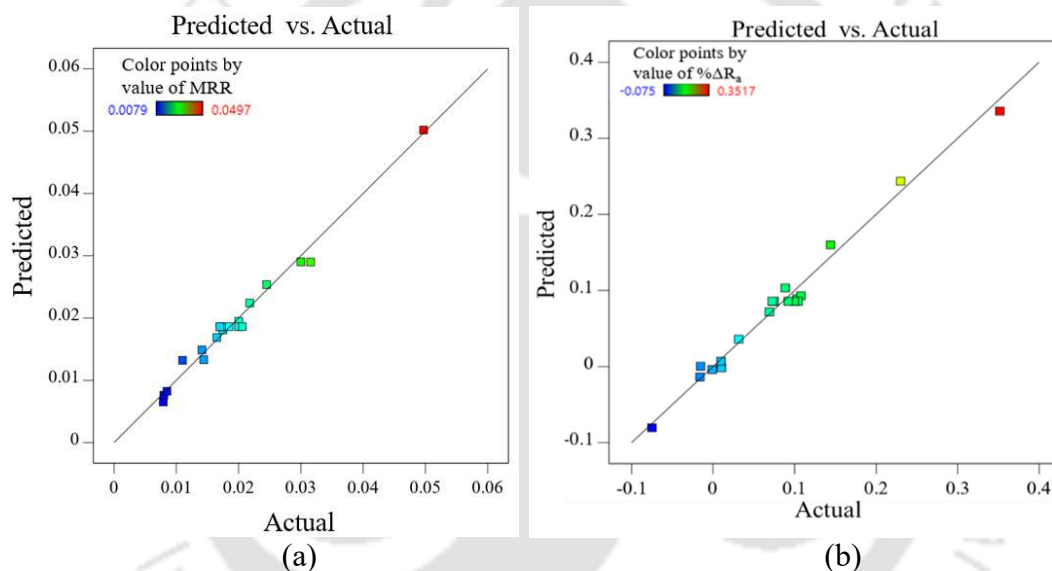 Predicted vs. Actual
Color points by
value of MRR
0.0079 0.0497
0.06
0.05
0.04
0.03
0.02
0.01
0
Predicted
0 0.01 0.02 0.03 0.04 0.05 0.06
Actual
(a)
Predicted vs. Actual
Color points by
value of %ΔRa
-0.075 0.3517
0.4
0.3
0.2
0.1
0
-0.1
Predicted
-0.1 0 0.1 0.2 0.3 0.4
Actual
(b)